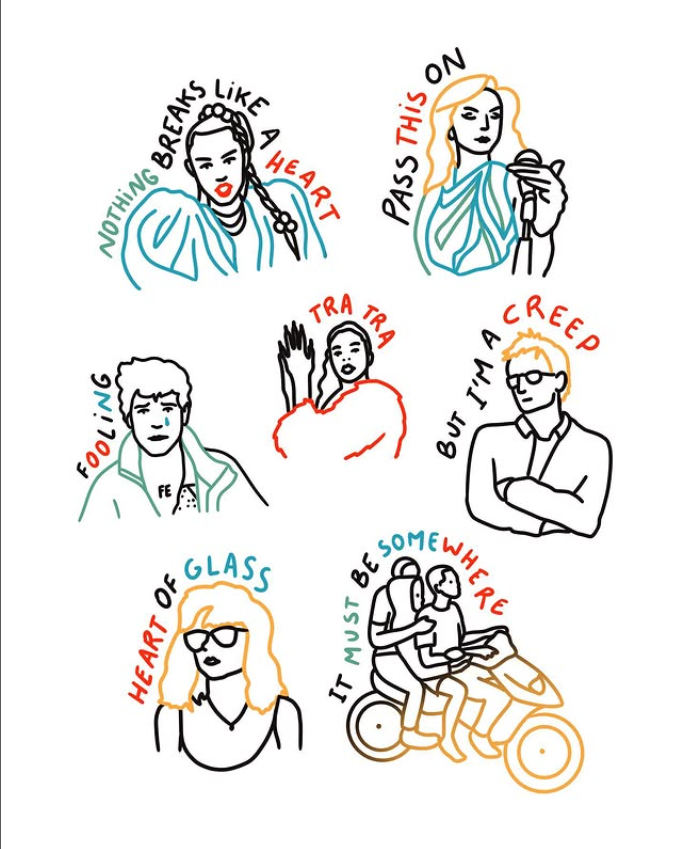 NOTHiNG BREAKS LiKE A HEART
PASS THiS ON
TRA TRA
FOOLiNG
FE
BUT I'M A CREEP
HEART OF GLASS
IT MUST BE SOMEWHERE